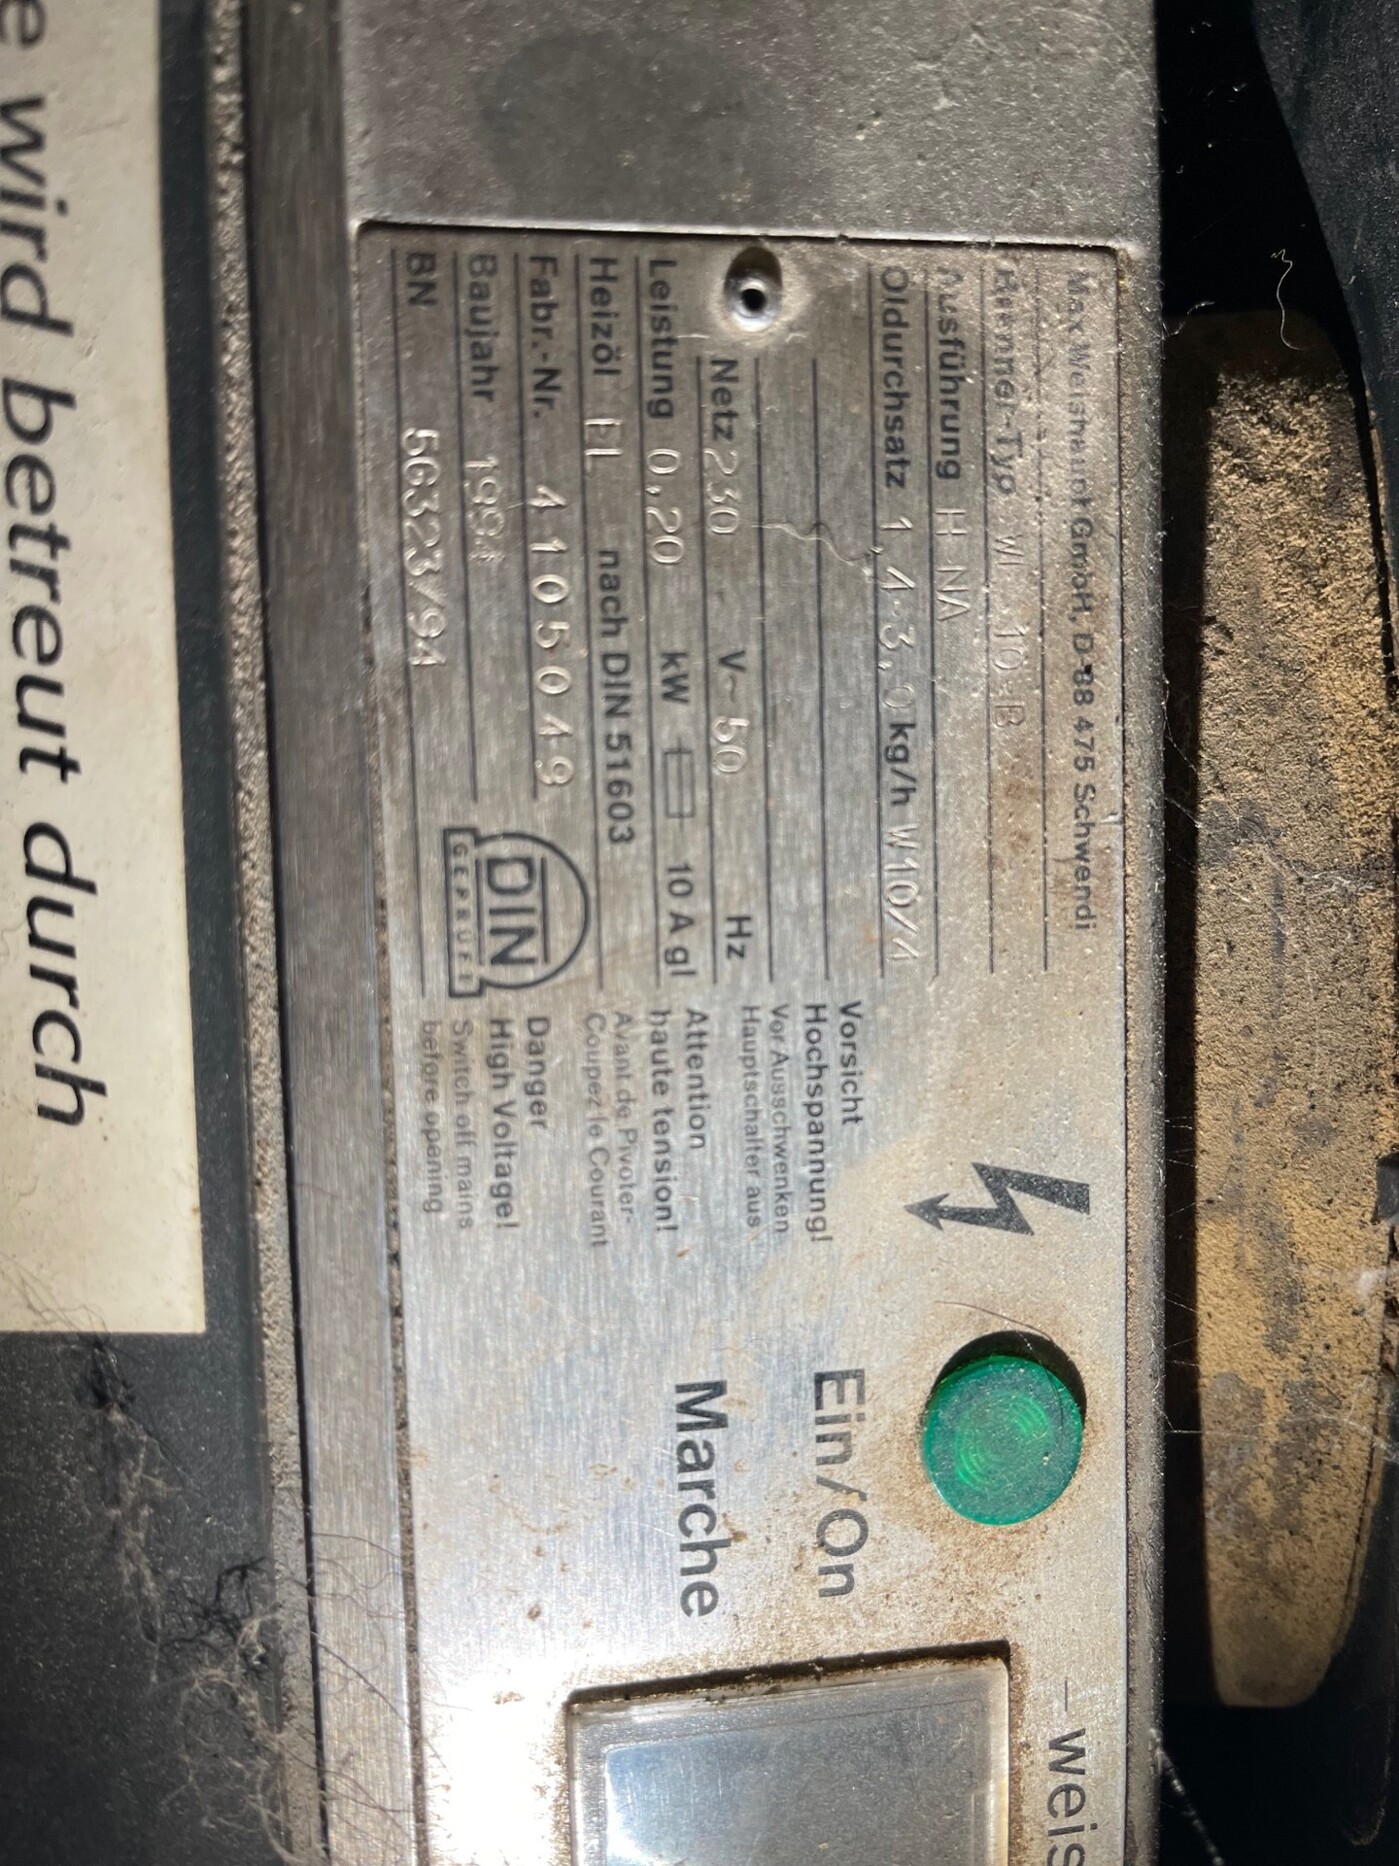 Max Weishaupt GmbH, D-88 475 Schwendi
Brenner-Typ WL 10-B
Ausführung H NA
Öldurchsatz 1,4-3,0 kg/h W10/A
Netz 230 V~ 50 Hz
Leistung 0,20 kW 10 A gl
Heizöl EL nach DIN 51603
Fabr.-Nr. 4105049
Baujahr 1994
BN 56323/94
DIN
GEPRÜFT
Vorsicht
Hochspannung!
Vor Ausschwenken
Hauptschalter aus
Attention
haute tension!
Avant de Pivoter-
Coupez le Courant
Danger
High Voltage!
Switch off mains
before opening
Ein/On
Marche
–weis
e wird betreut durch